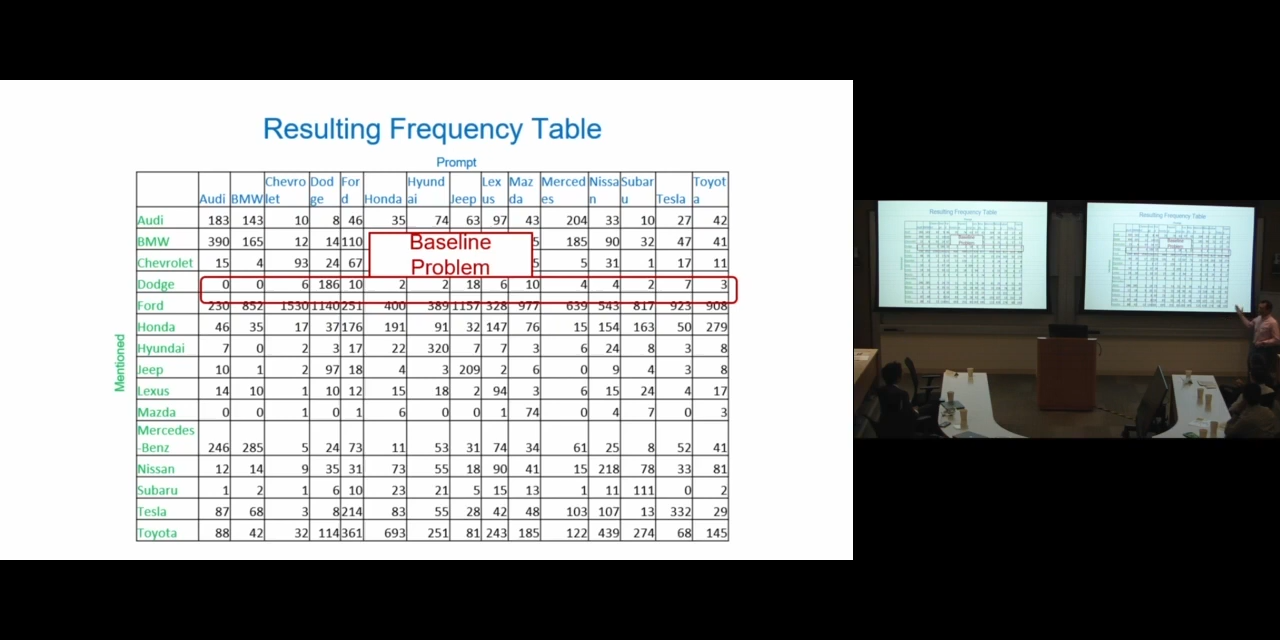 Resulting Frequency Table
Prompt
Audi BMW Chevrolet Dodge Ford Honda Hyundai Jeep Lexus Mazda Mercedes Nissan Subaru Tesla Toyota
Mentioned
Audi 183 143 10 8 46 35 74 63 97 43 204 33 10 27 42
BMW 390 165 12 14 110 5 185 90 32 47 41
Baseline
Problem
Chevrolet 15 4 93 24 67 5 5 31 1 17 11
Dodge 0 0 6 186 10 2 2 18 6 10 4 4 2 7 3
Ford 230 852 1530 1140 251 400 389 1157 328 977 639 543 817 923 908
Honda 46 35 17 37 176 191 91 32 147 76 15 154 163 50 279
Hyundai 7 0 2 3 17 22 320 7 7 3 6 24 8 3 8
Jeep 10 1 2 97 18 4 3 209 2 6 0 9 4 3 8
Lexus 14 10 1 10 12 15 18 2 94 3 6 15 24 4 17
Mazda 0 0 1 0 1 6 0 0 1 74 0 4 7 0 3
Mercedes
-Benz 246 285 5 24 73 11 53 31 74 34 61 25 8 52 41
Nissan 12 14 9 35 31 73 55 18 90 41 15 218 78 33 81
Subaru 1 2 1 6 10 23 21 5 15 13 1 11 111 0 2
Tesla 87 68 3 8 214 83 55 28 42 48 103 107 13 332 29
Toyota 88 42 32 114 361 693 251 81 243 185 122 439 274 68 145
Resulting Frequency Table
Baseline
Problem
Resulting Frequency Table
Baseline
Problem